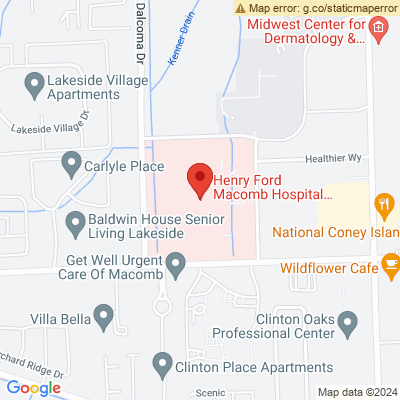 Map error: g.co/staticmaperror
Dalcoma Dr
Kenner Drain
Midwest Center for
Dermatology &...
Lakeside Village
Apartments
Lakeside Village Dr
Healthier Wy
Carlyle Place
Henry Ford
Macomb Hospital...
Baldwin House Senior
Living Lakeside
National Coney Islan
Get Well Urgent
Care Of Macomb
Wildflower Cafe
Villa Bella
Clinton Oaks
Professional Center
rchard Ridge Dr
Clinton Place Apartments
Google
Scenic
Map data ©2024